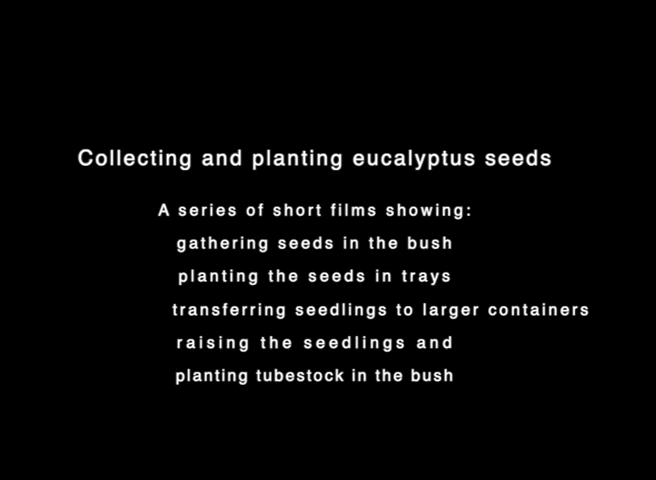 Collecting and planting eucalyptus seeds
A series of short films showing:
gathering seeds in the bush
planting the seeds in trays
transferring seedlings to larger containers
raising the seedlings and
planting tubestock in the bush